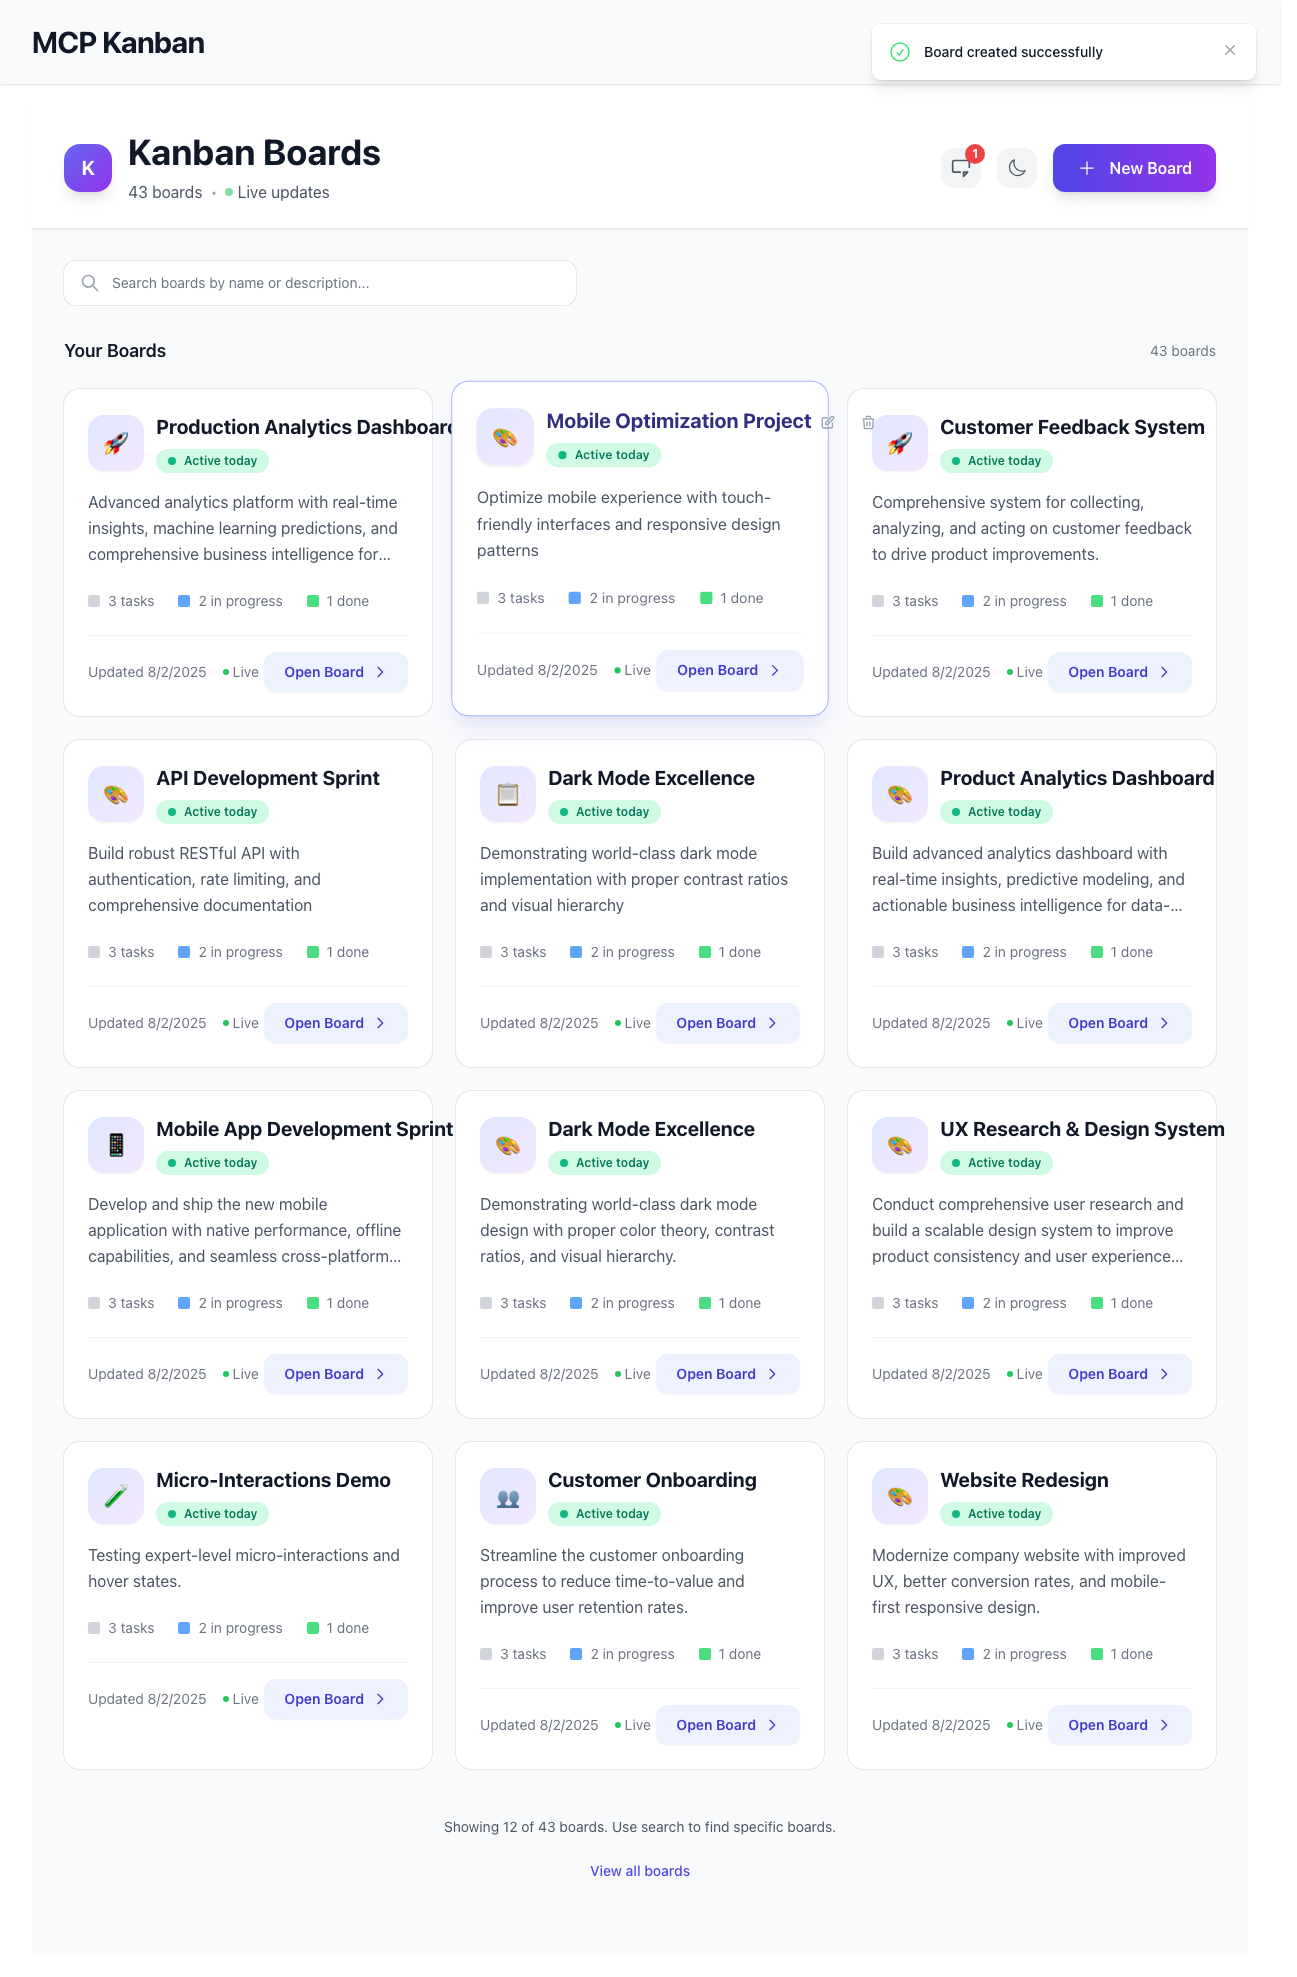 MCP Kanban
Board created successfully
K
Kanban Boards
43 boards • Live updates
1
New Board
Search boards by name or description...
Your Boards
43 boards
Production Analytics Dashboard
Active today
Advanced analytics platform with real-time
insights, machine learning predictions, and
comprehensive business intelligence for...
3 tasks 2 in progress 1 done
Updated 8/2/2025 Live Open Board
Mobile Optimization Project
Active today
Optimize mobile experience with touch-
friendly interfaces and responsive design
patterns
3 tasks 2 in progress 1 done
Updated 8/2/2025 Live Open Board
Customer Feedback System
Active today
Comprehensive system for collecting,
analyzing, and acting on customer feedback
to drive product improvements.
3 tasks 2 in progress 1 done
Updated 8/2/2025 Live Open Board
API Development Sprint
Active today
Build robust RESTful API with
authentication, rate limiting, and
comprehensive documentation
3 tasks 2 in progress 1 done
Updated 8/2/2025 Live Open Board
Dark Mode Excellence
Active today
Demonstrating world-class dark mode
implementation with proper contrast ratios
and visual hierarchy
3 tasks 2 in progress 1 done
Updated 8/2/2025 Live Open Board
Product Analytics Dashboard
Active today
Build advanced analytics dashboard with
real-time insights, predictive modeling, and
actionable business intelligence for data-...
3 tasks 2 in progress 1 done
Updated 8/2/2025 Live Open Board
Mobile App Development Sprint
Active today
Develop and ship the new mobile
application with native performance, offline
capabilities, and seamless cross-platform...
3 tasks 2 in progress 1 done
Updated 8/2/2025 Live Open Board
Dark Mode Excellence
Active today
Demonstrating world-class dark mode
design with proper color theory, contrast
ratios, and visual hierarchy.
3 tasks 2 in progress 1 done
Updated 8/2/2025 Live Open Board
UX Research & Design System
Active today
Conduct comprehensive user research and
build a scalable design system to improve
product consistency and user experience...
3 tasks 2 in progress 1 done
Updated 8/2/2025 Live Open Board
Micro-Interactions Demo
Active today
Testing expert-level micro-interactions and
hover states.
3 tasks 2 in progress 1 done
Updated 8/2/2025 Live Open Board
Customer Onboarding
Active today
Streamline the customer onboarding
process to reduce time-to-value and
improve user retention rates.
3 tasks 2 in progress 1 done
Updated 8/2/2025 Live Open Board
Website Redesign
Active today
Modernize company website with improved
UX, better conversion rates, and mobile-
first responsive design.
3 tasks 2 in progress 1 done
Updated 8/2/2025 Live Open Board
Showing 12 of 43 boards. Use search to find specific boards.
View all boards